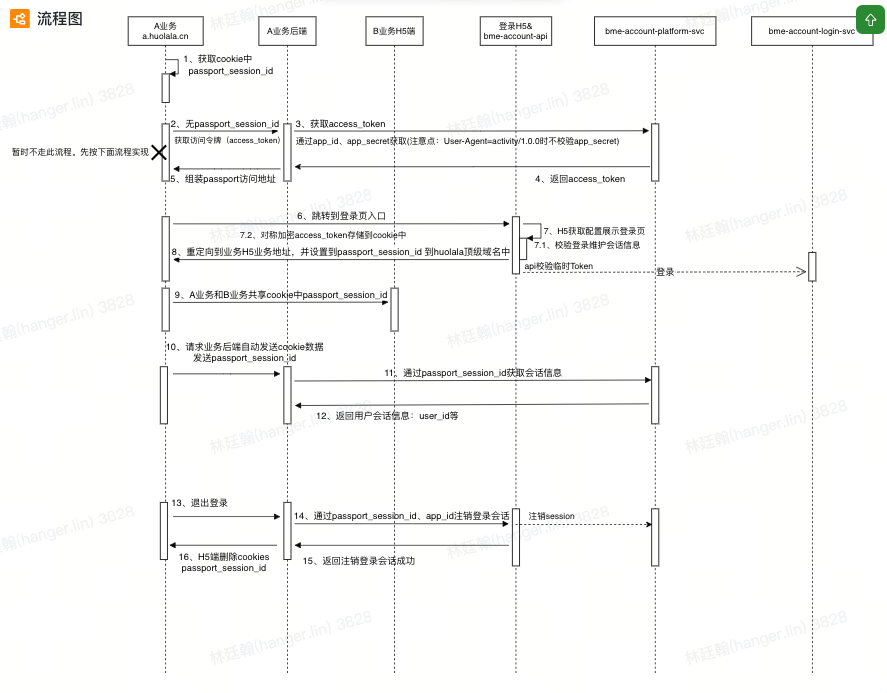 流程图
A业务
a.huolala.cn
A业务后端
B业务H5端
登录H5&
bme-account-api
bme-account-platform-svc
bme-account-login-svc
1、获取cookie中
passport_session_id
2、无passport_session_id
3、获取access_token
获取访问令牌（access_token）
通过app_id、app_secret获取(注意点：User-Agent=activity/1.0.0时不校验app_secret)
暂时不走此流程，先按下面流程实现
5、组装passport访问地址
4、返回access_token
6、跳转到登录页入口
7、H5获取配置展示登录页
7.2、对称加密access_token存储到cookie中
7.1、校验登录维护会话信息
8、重定向到业务H5业务地址，并设置到passport_session_id 到huolala顶级域名中
api校验临时Token
登录
9、A业务和B业务共享cookie中passport_session_id
10、请求业务后端自动发送cookie数据
发送passport_session_id
11、通过passport_session_id获取会话信息
12、返回用户会话信息：user_id等
13、退出登录
14、通过passport_session_id、app_id注销登录会话
注销session
16、H5端删除cookies
passport_session_id
15、返回注销登录会话成功
林廷翰(hanger.lin) 3828